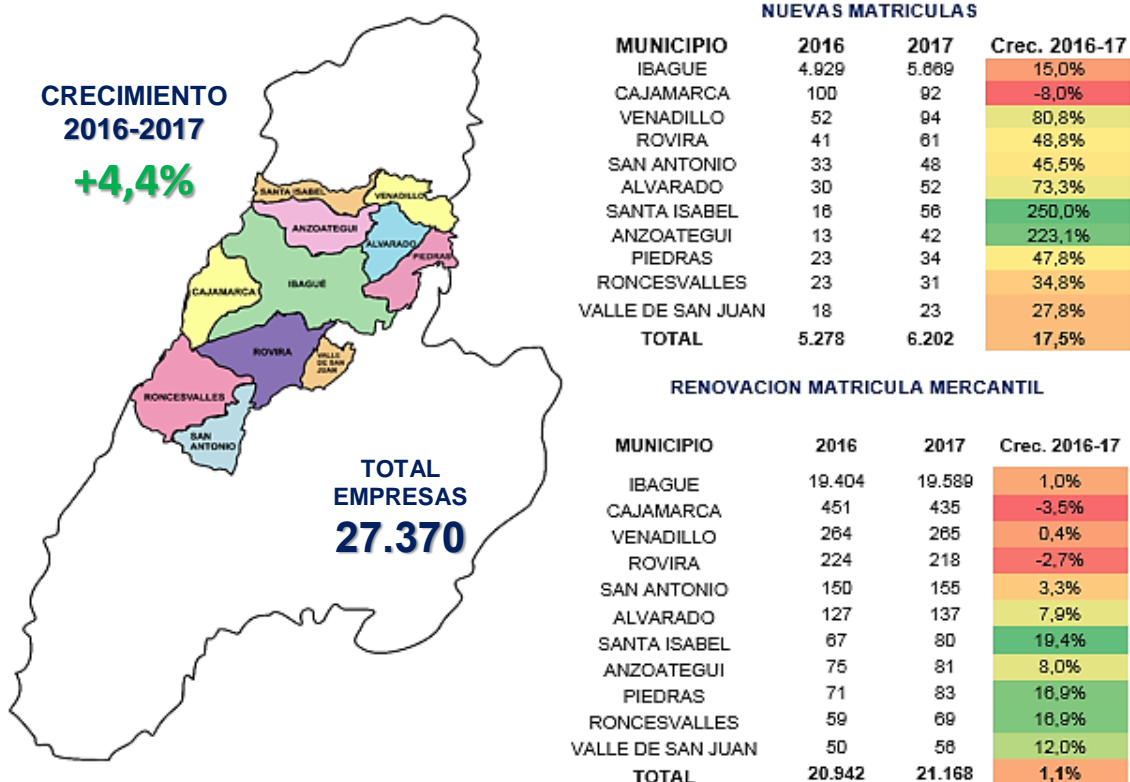 CRECIMIENTO
2016-2017
+4,4%
SANTA ISABEL
VENADILLO
ANZOATEGUI
ALVARADO
PIEDRAS
CAJAMARCA
IBAGUÉ
ROVIRA
VALLE
DE SAN
JUAN
RONCESVALLES
SAN
ANTONIO
TOTAL
EMPRESAS
27.370
NUEVAS MATRICULAS
MUNICIPIO 2016 2017 Crec. 2016-17
IBAGUE 4.929 5.669 15,0%
CAJAMARCA 100 92 -8,0%
VENADILLO 52 94 80,8%
ROVIRA 41 61 48,8%
SAN ANTONIO 33 48 45,5%
ALVARADO 30 52 73,3%
SANTA ISABEL 16 56 250,0%
ANZOATEGUI 13 42 223,1%
PIEDRAS 23 34 47,8%
RONCESVALLES 23 31 34,8%
VALLE DE SAN JUAN 18 23 27,8%
TOTAL 5.278 6.202 17,5%
RENOVACION MATRICULA MERCANTIL
MUNICIPIO 2016 2017 Crec. 2016-17
IBAGUE 19.404 19.589 1,0%
CAJAMARCA 451 435 -3,5%
VENADILLO 264 265 0,4%
ROVIRA 224 218 -2,7%
SAN ANTONIO 150 155 3,3%
ALVARADO 127 137 7,9%
SANTA ISABEL 67 80 19,4%
ANZOATEGUI 75 81 8,0%
PIEDRAS 71 83 16,9%
RONCESVALLES 59 69 16,9%
VALLE DE SAN JUAN 50 56 12,0%
TOTAL 20.942 21.168 1,1%